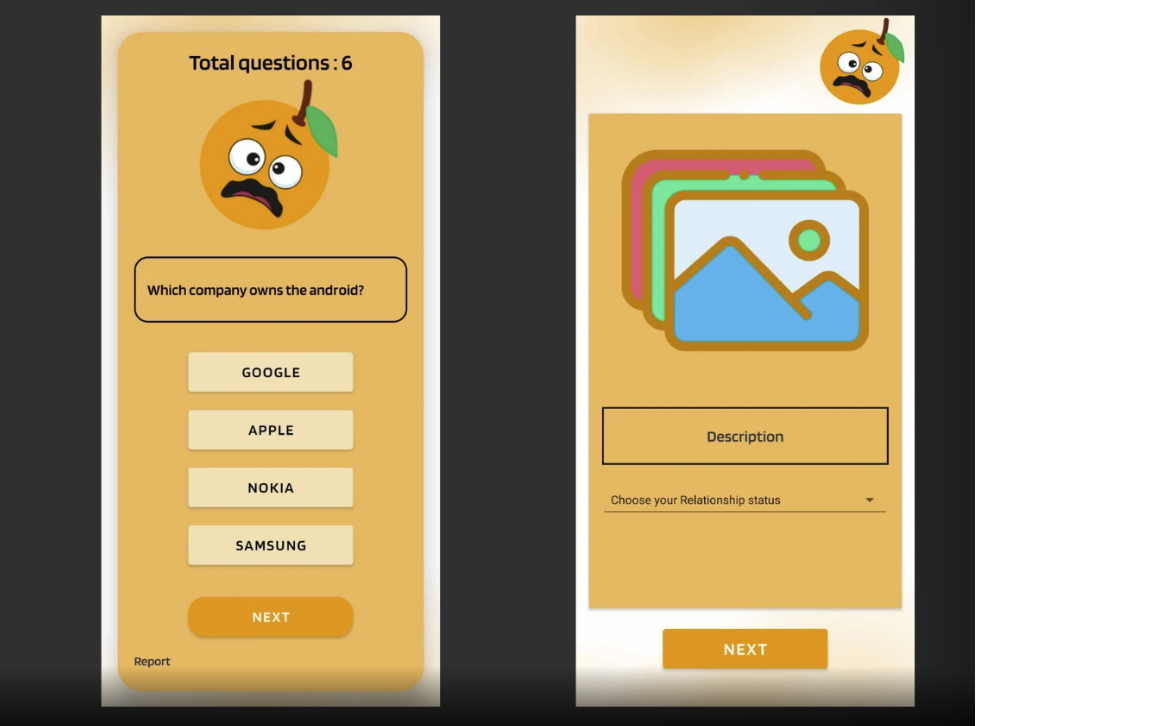 Total questions : 6
Which company owns the android?
GOOGLE
APPLE
NOKIA
SAMSUNG
NEXT
Report
Description
Choose your Relationship status
NEXT